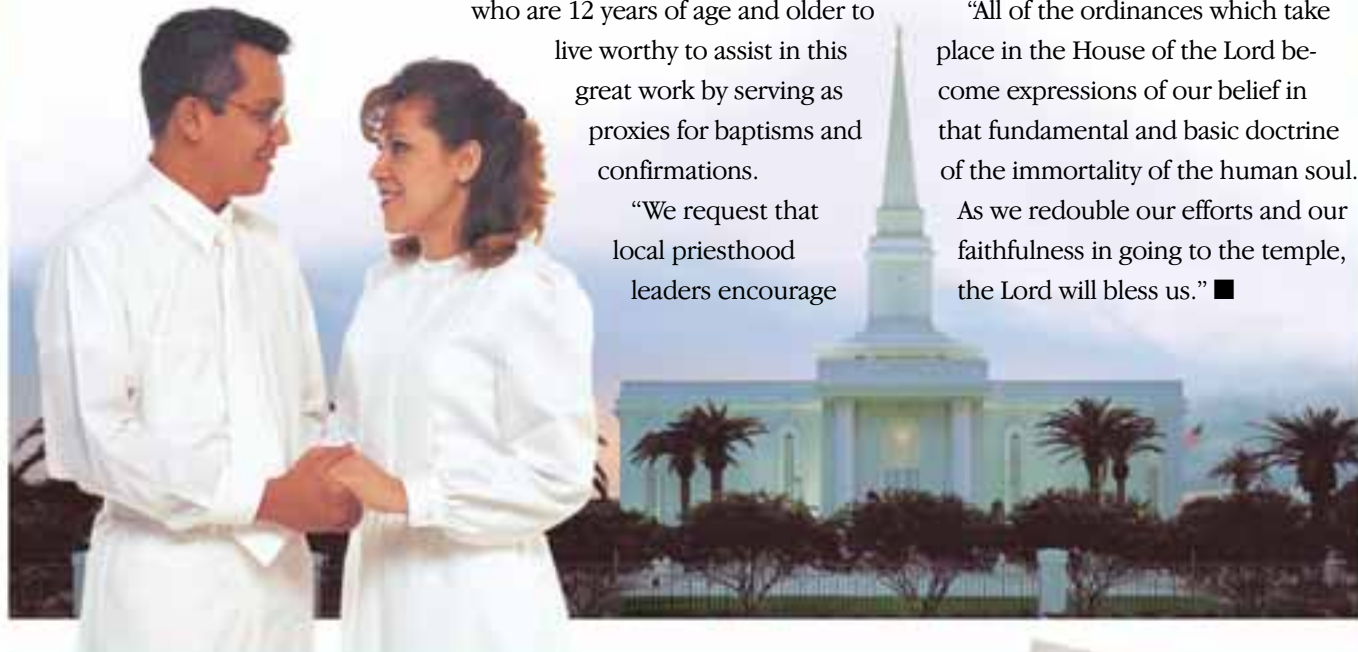 who are 12 years of age and older to
live worthy to assist in this
great work by serving as
proxies for baptisms and
confirmations.
“We request that
local priesthood
leaders encourage
“All of the ordinances which take
place in the House of the Lord be-
come expressions of our belief in
that fundamental and basic doctrine
of the immortality of the human soul.
As we redouble our efforts and our
faithfulness in going to the temple,
the Lord will bless us.” ■